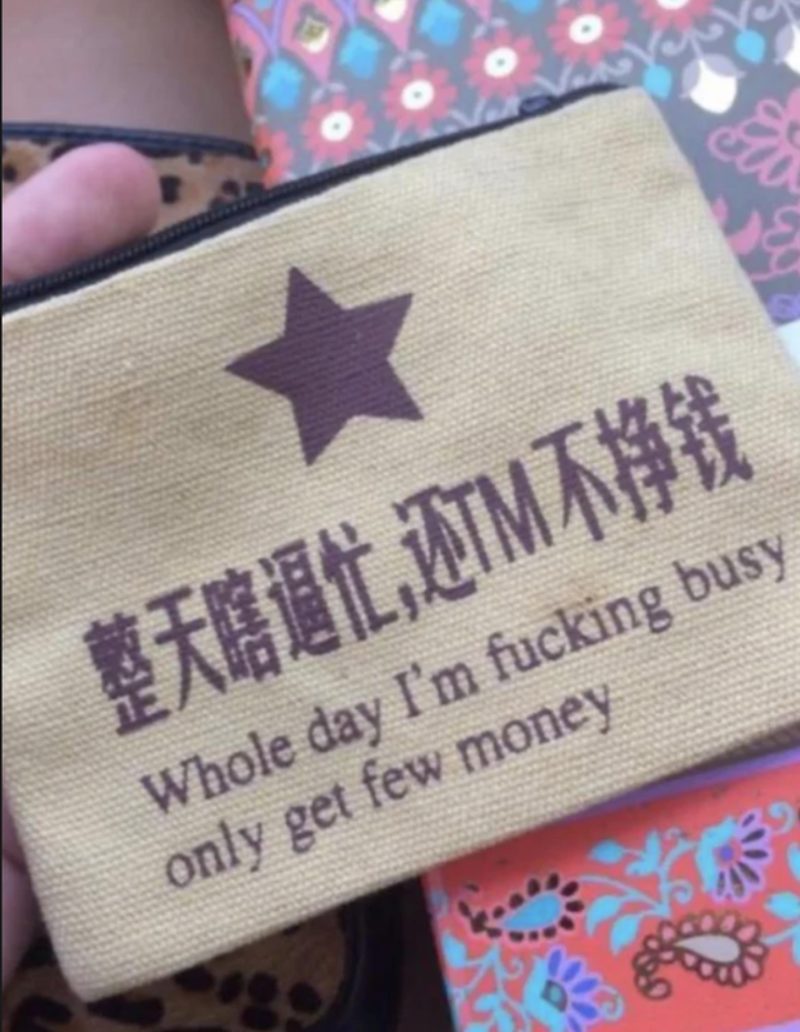 整天瞎逼忙,还TM不挣钱
Whole day I'm fucking busy
only get few money